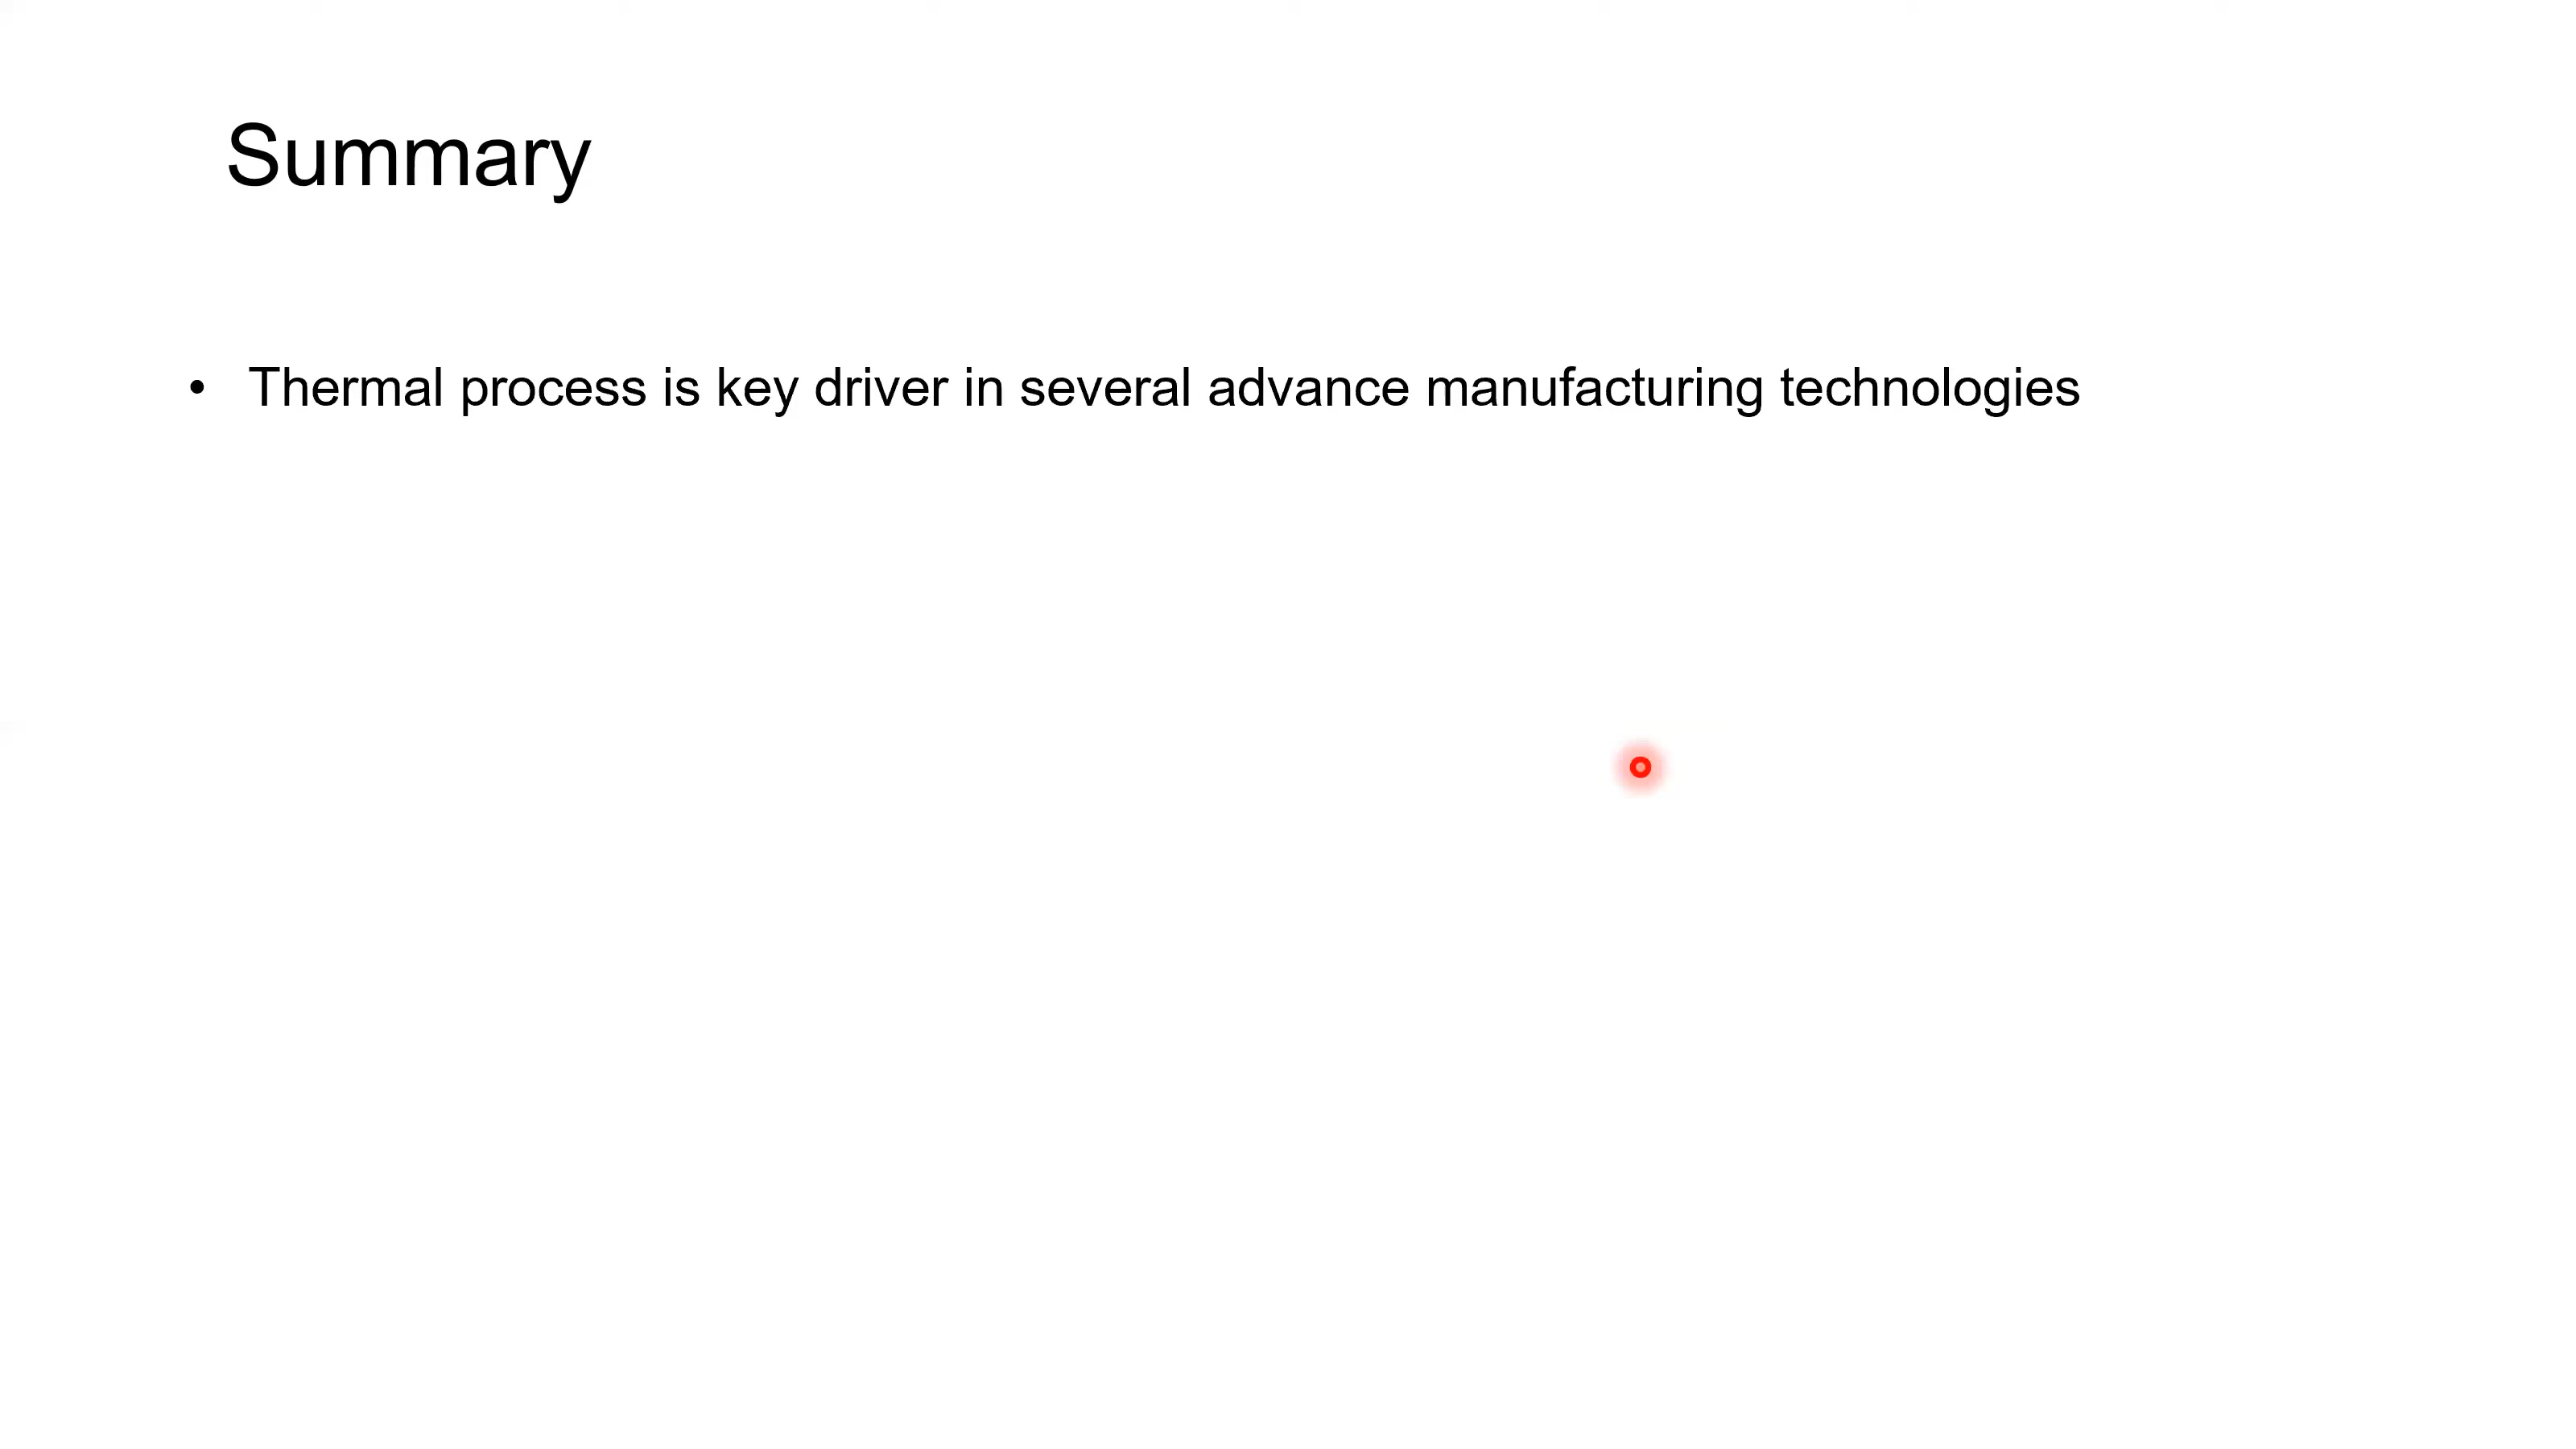 Summary
• Thermal process is key driver in several advance manufacturing technologies